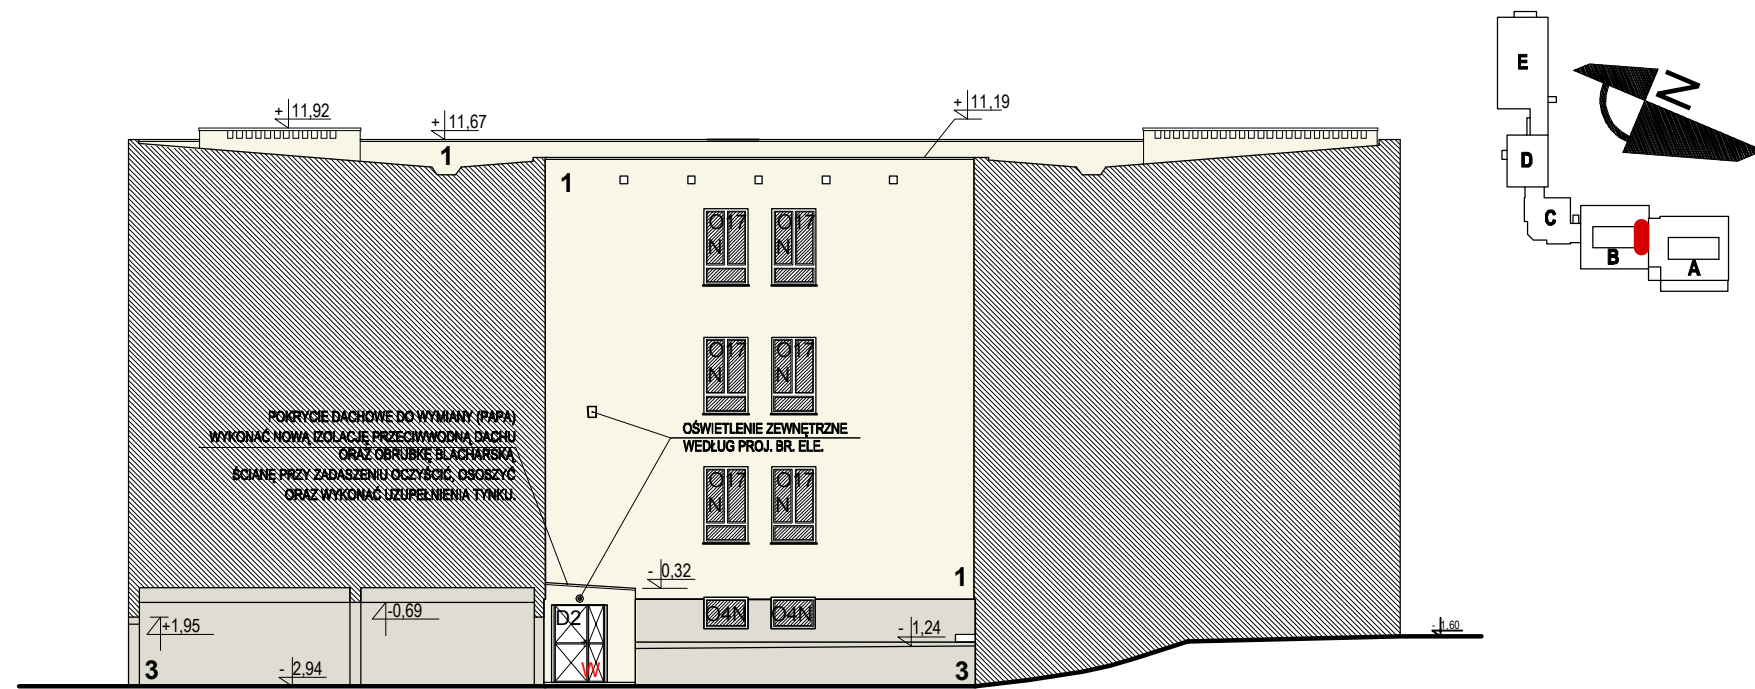 + 11,92
+ 11,67
+ 11,19
1
1
O17
N
O17
N
O17
N
O17
N
POKRYCIE DACHOWE DO WYMIANY (PAPA)
WYKONAĆ NOWĄ IZOLACJĘ PRZECIWWODNĄ DACHU
ORAZ OBRUBKĘ BLACHARSKĄ,
ŚCIANĘ PRZY ZADASZENIU OCZYŚCIĆ, OSOSZYĆ
ORAZ WYKONAĆ UZUPEŁNIENIA TYNKU.
OŚWIETLENIE ZEWNĘTRZNE
WEDŁUG PROJ. BR. ELE.
O17
N
O17
N
- 0,32
1
O4N
O4N
D2
W
-0,69
+1,95
- 1,24
- 1,60
3
- 2,94
3
E
D
C
B
A
N